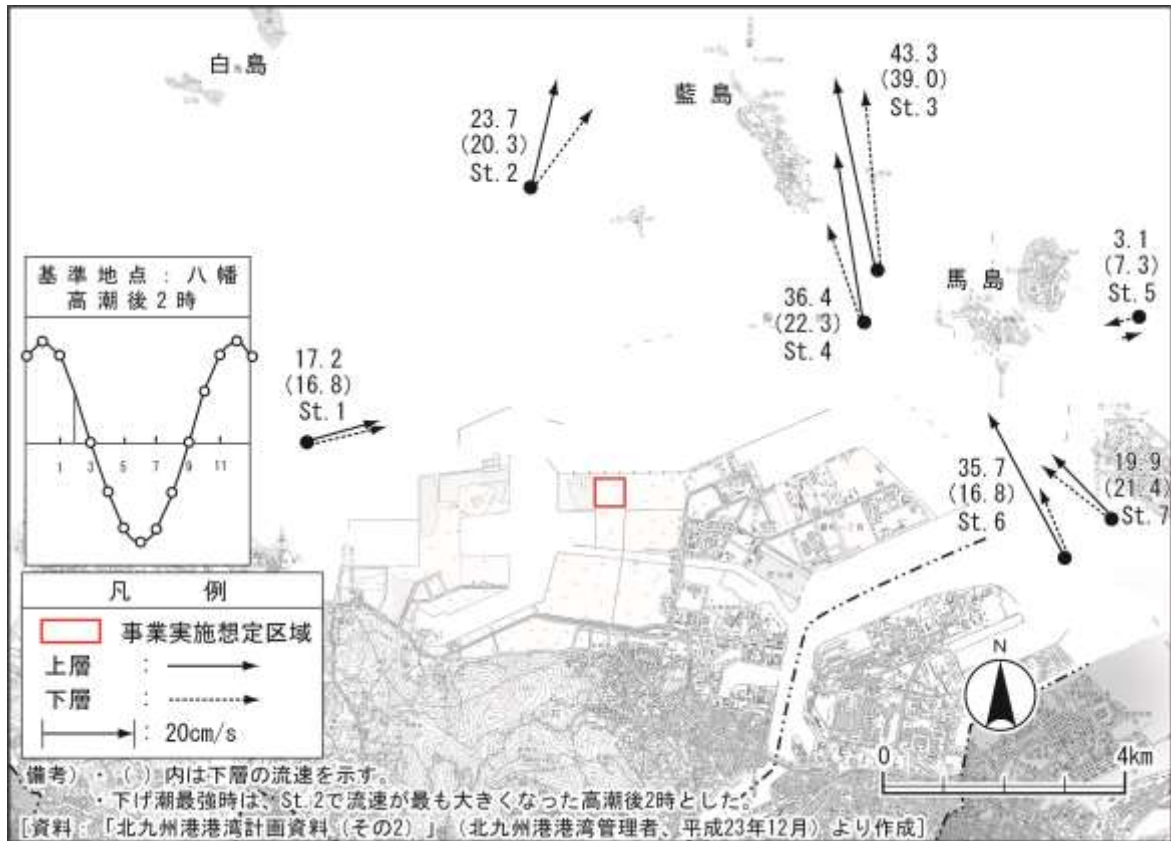 白島
藍島
43.3
(39.0)
St.3
23.7
(20.3)
St.2
3.1
(7.3)
St.5
馬島
基準地点：八幡
高潮後2時
36.4
(22.3)
St.4
17.2
(16.8)
St.1
1 3 5 7 9 11
35.7
(16.8)
St.6
19.9
(21.4)
St.7
凡 例
事業実施想定区域
上層 :
下層 :
: 20cm/s
N
0 4km
備考）・（ ）内は下層の流速を示す。
・下げ潮最強時は、St.2で流速が最も大きくなった高潮後2時とした。
[資料：「北九州港港湾計画資料（その2）」（北九州港港湾管理者、平成23年12月）より作成]